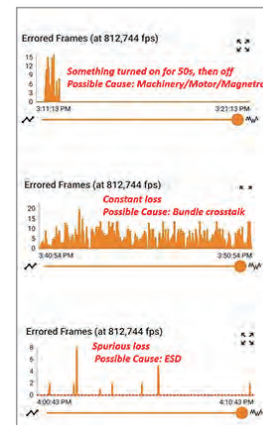 Errored Frames (at 812,744 fps)
15
12
9
6
3
0
Something turned on for 50s, then off
Possible Cause: Machinery/Motor/Magnetro
3:11:13 PM
3:21:13 PM
Errored Frames (at 812,744 fps)
20
15
10
5
0
Constant loss
Possible Cause: Bundle crosstalk
3:40:54 PM
3:50:54 PM
Errored Frames (at 812,744 fps)
8
6
4
2
0
Spurious loss
Possible Cause: ESD
4:00:43 PM
4:10:43 PM